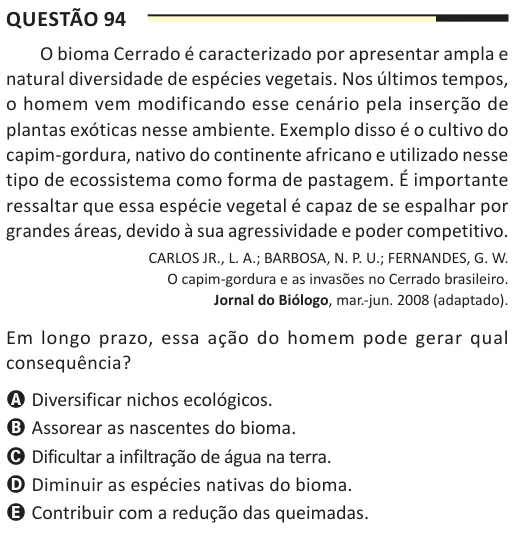 QUESTÃO 94
O bioma Cerrado é caracterizado por apresentar ampla e
natural diversidade de espécies vegetais. Nos últimos tempos,
o homem vem modificando esse cenário pela inserção de
plantas exóticas nesse ambiente. Exemplo disso é o cultivo do
capim-gordura, nativo do continente africano e utilizado nesse
tipo de ecossistema como forma de pastagem. É importante
ressaltar que essa espécie vegetal é capaz de se espalhar por
grandes áreas, devido à sua agressividade e poder competitivo.
CARLOS JR., L. A.; BARBOSA, N. P. U.; FERNANDES, G. W.
O capim-gordura e as invasões no Cerrado brasileiro.
Jornal do Biólogo, mar.-jun. 2008 (adaptado).
Em longo prazo, essa ação do homem pode gerar qual
consequência?
A Diversificar nichos ecológicos.
B Assorear as nascentes do bioma.
C Dificultar a infiltração de água na terra.
D Diminuir as espécies nativas do bioma.
E Contribuir com a redução das queimadas.